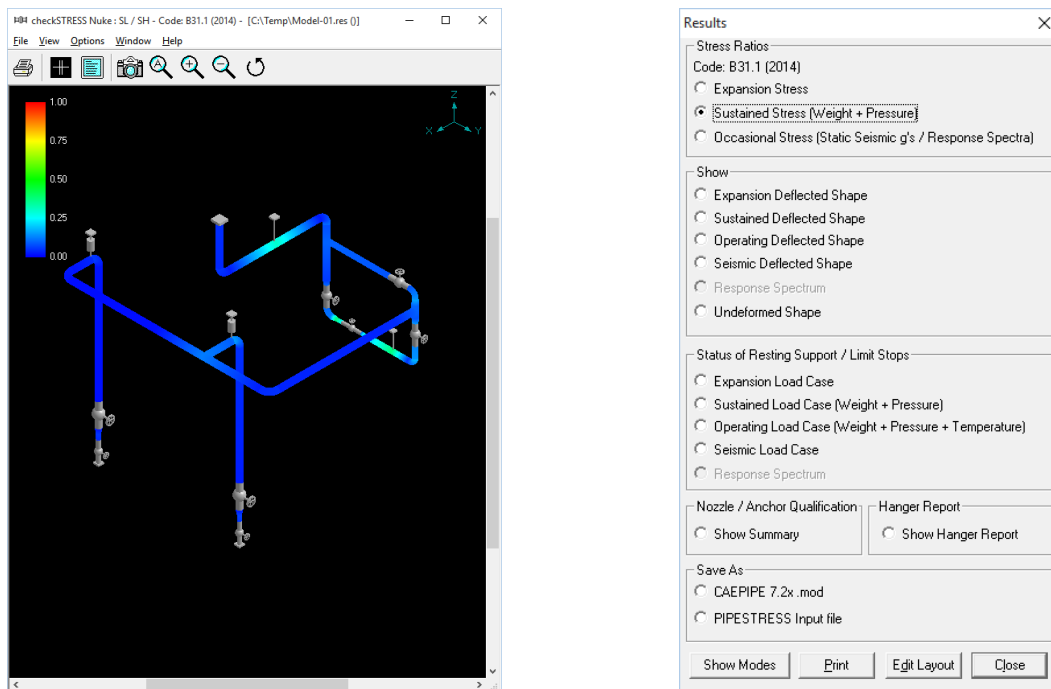 checkSTRESS Nuke : SL / SH - Code: B31.1 (2014) - [C:\Temp\Model-01.res ()]
File View Options Window Help
A
1.00
0.75
0.50
0.25
0.00
Z
X Y
Results
Stress Ratios
Code: B31.1 (2014)
Expansion Stress
Sustained Stress (Weight + Pressure)
Occasional Stress (Static Seismic g's / Response Spectra)
Show
Expansion Deflected Shape
Sustained Deflected Shape
Operating Deflected Shape
Seismic Deflected Shape
Response Spectrum
Undeformed Shape
Status of Resting Support / Limit Stops
Expansion Load Case
Sustained Load Case (Weight + Pressure)
Operating Load Case (Weight + Pressure + Temperature)
Seismic Load Case
Response Spectrum
Nozzle / Anchor Qualification
Show Summary
Hanger Report
Show Hanger Report
Save As
CAEPIPE 7.2x .mod
PIPESTRESS Input file
Show Modes Print Edit Layout Close